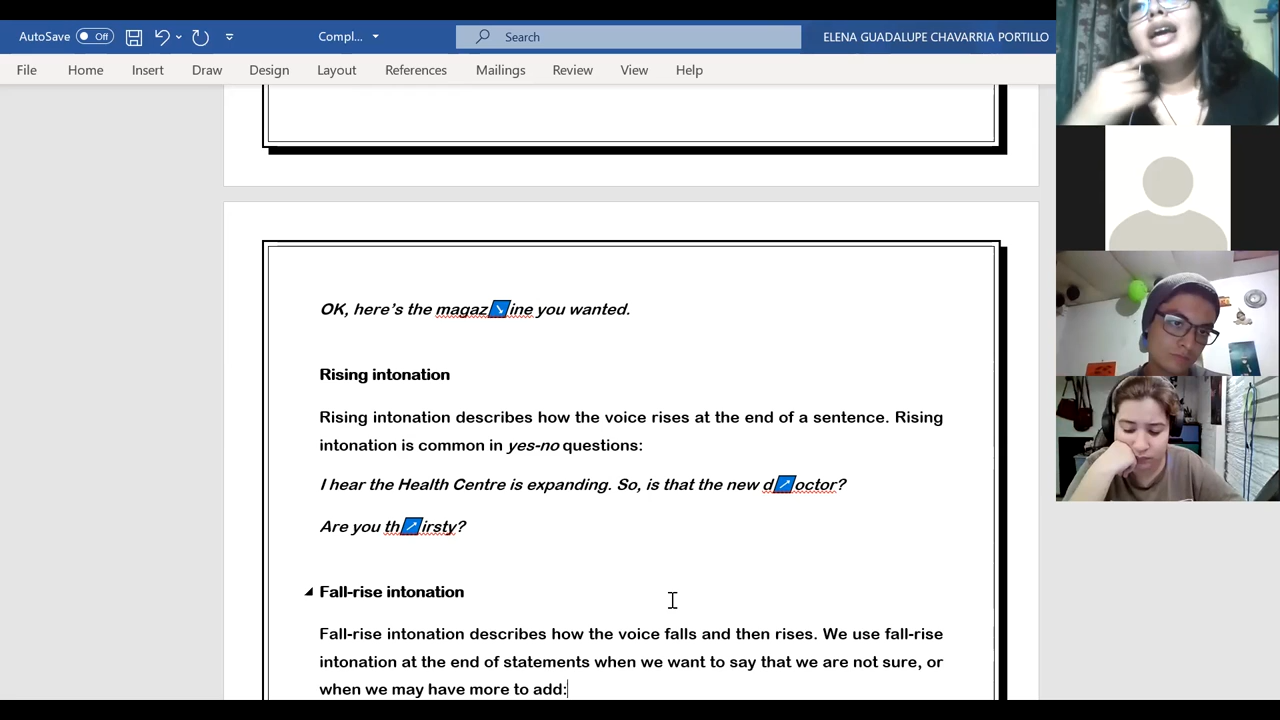 AutoSave Off Compl... Search ELENA GUADALUPE CHAVARRIA PORTILLO
File Home Insert Draw Design Layout References Mailings Review View Help
OK, here’s the magaz↘ine you wanted.
Rising intonation
Rising intonation describes how the voice rises at the end of a sentence. Rising
intonation is common in yes-no questions:
I hear the Health Centre is expanding. So, is that the new d↗octor?
Are you th↗irsty?
Fall-rise intonation
Fall-rise intonation describes how the voice falls and then rises. We use fall-rise
intonation at the end of statements when we want to say that we are not sure, or
when we may have more to add: